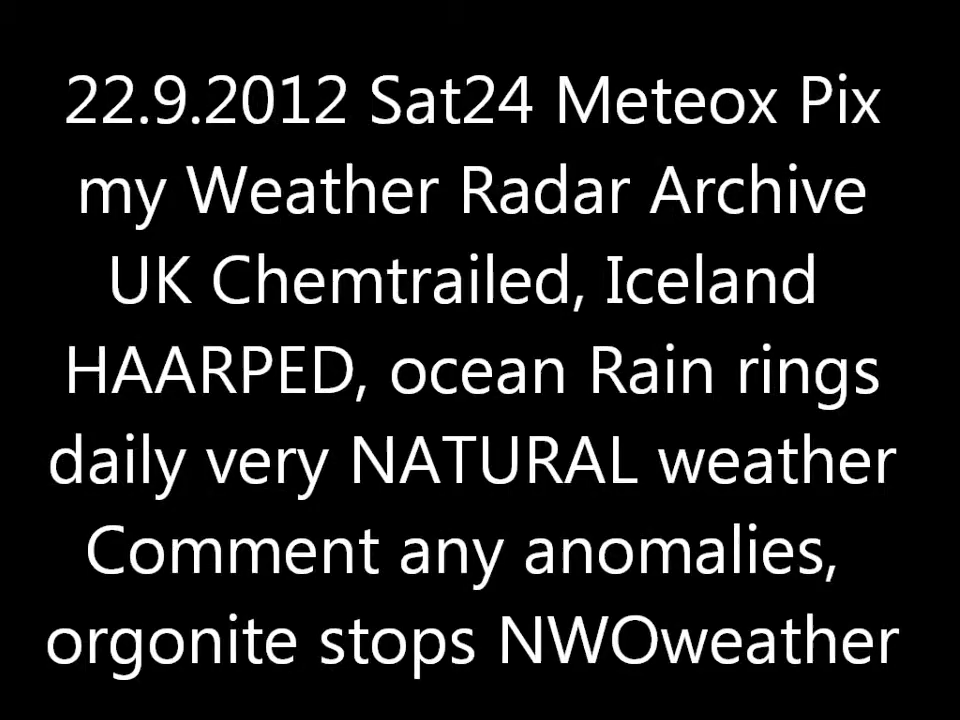 22.9.2012 Sat24 Meteox Pix
my Weather Radar Archive
UK Chemtrailed, Iceland
HAARPED, ocean Rain rings
daily very NATURAL weather
Comment any anomalies,
orgonite stops NWOweather